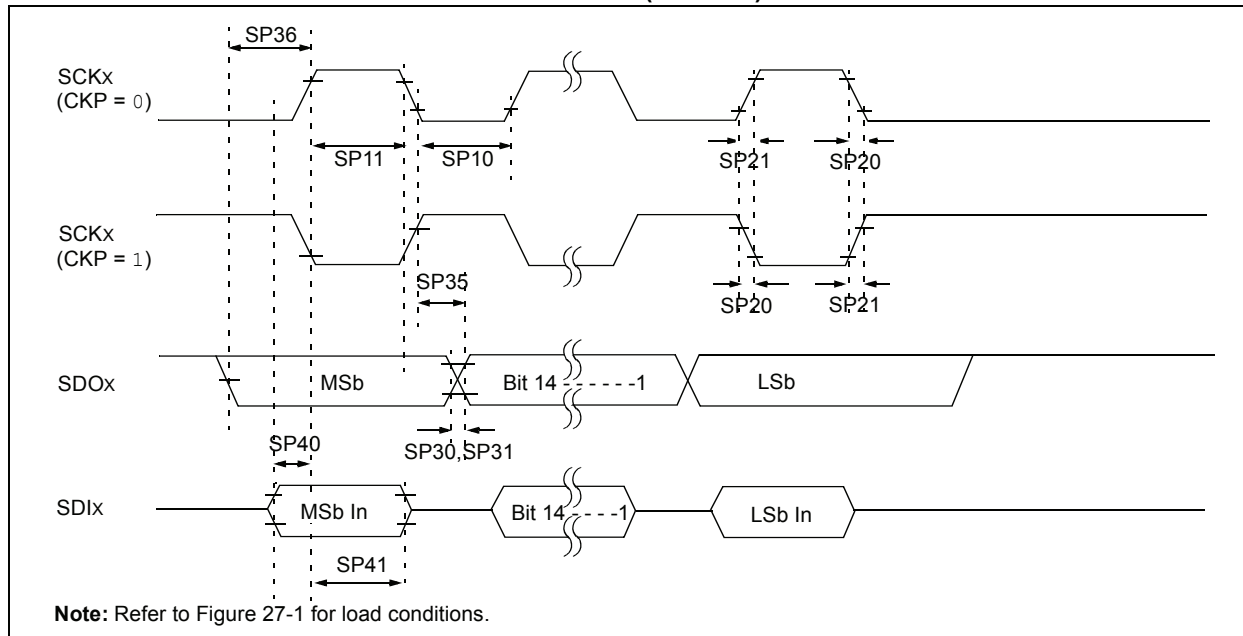 SP36
SCKx
(CKP = 0)
SP11
SP10
SP21
SP20
SCKx
(CKP = 1)
SP35
SP20
SP21
SDOx
MSb
Bit 14 - - - - - -1
LSb
SP40
SP30,SP31
SDIx
MSb In
Bit 14 - - - -1
LSb In
SP41
Note: Refer to Figure 27-1 for load conditions.